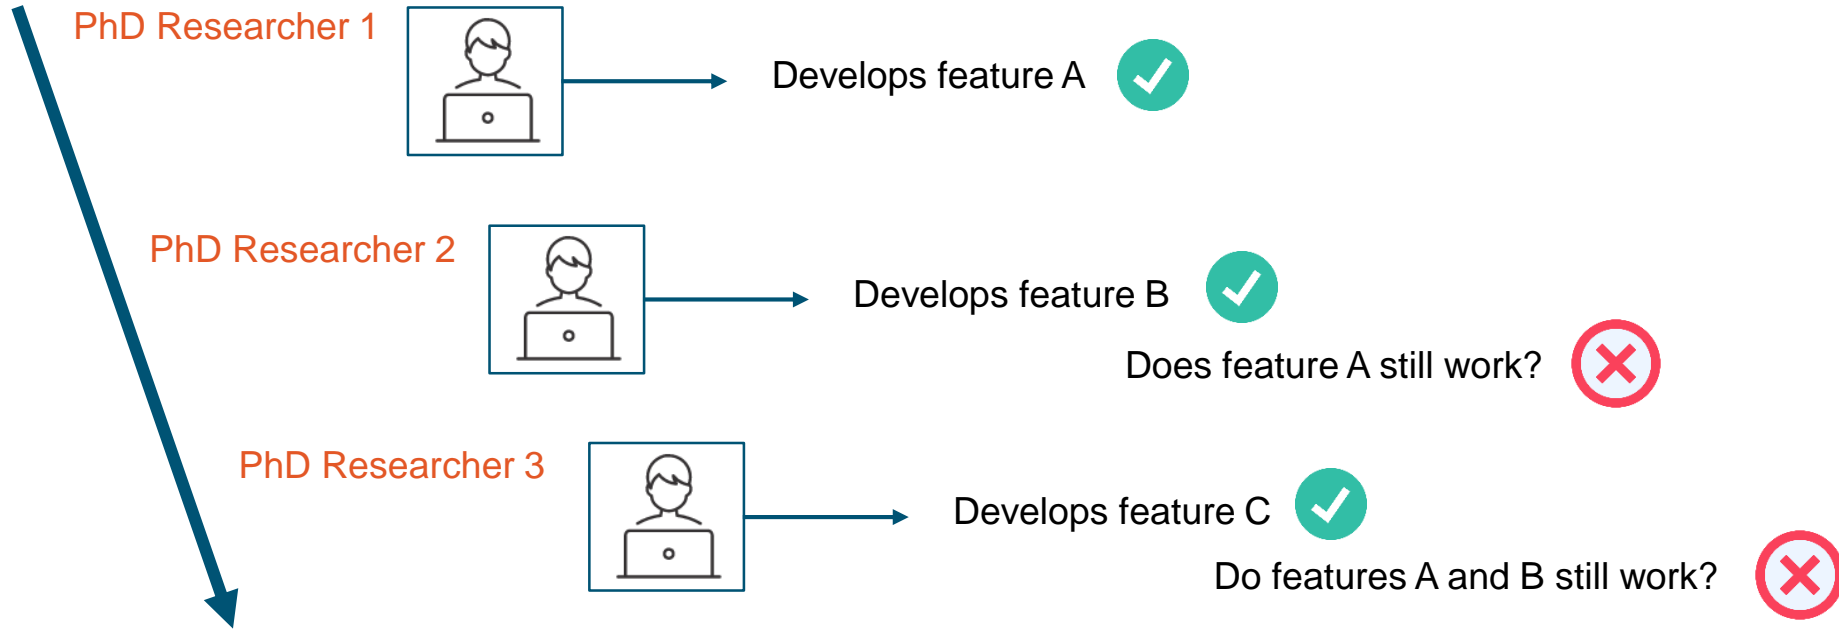 PhD Researcher 1
Develops feature A
PhD Researcher 2
Develops feature B
Does feature A still work?
PhD Researcher 3
Develops feature C
Do features A and B still work?